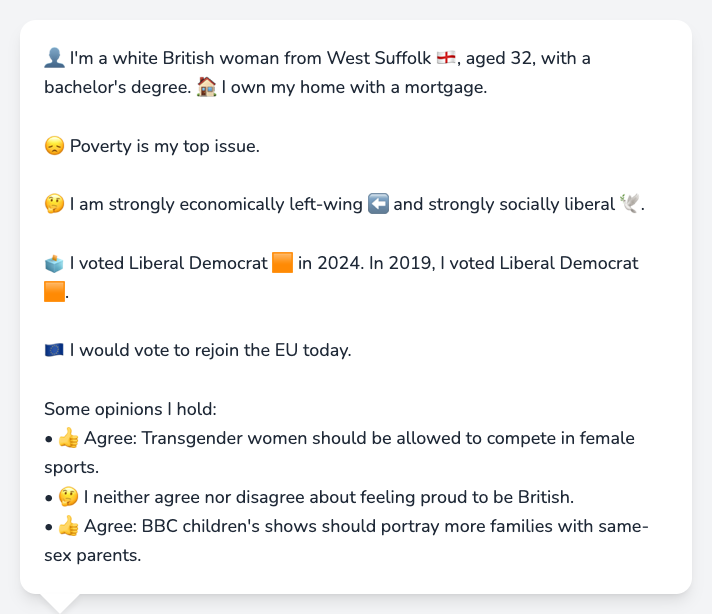 👤 I'm a white British woman from West Suffolk 🏴󠁧󠁢󠁥󠁮󠁧󠁿, aged 32, with a
bachelor's degree. 🏠 I own my home with a mortgage.
😞 Poverty is my top issue.
🤔 I am strongly economically left-wing ⬅️ and strongly socially liberal 🕊️.
🗳️ I voted Liberal Democrat 🟧 in 2024. In 2019, I voted Liberal Democrat
🟧.
🇪🇺 I would vote to rejoin the EU today.
Some opinions I hold:
• 👍 Agree: Transgender women should be allowed to compete in female
sports.
• 🤔 I neither agree nor disagree about feeling proud to be British.
• 👍 Agree: BBC children's shows should portray more families with same-
sex parents.